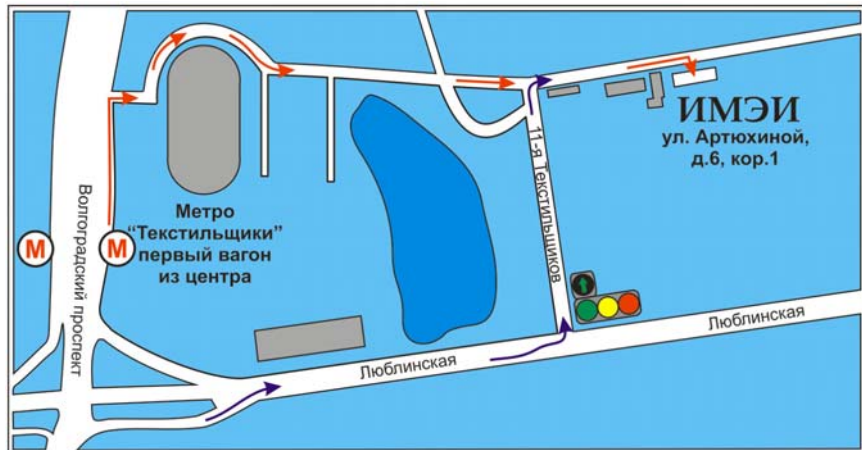 ИМЭИ
ул. Артюхиной,
д.6, кор.1
11-я Текстильщиков
Волгоградский проспект
Метро
“Текстильщики”
первый вагон
из центра
М
М
Люблинская
Люблинская